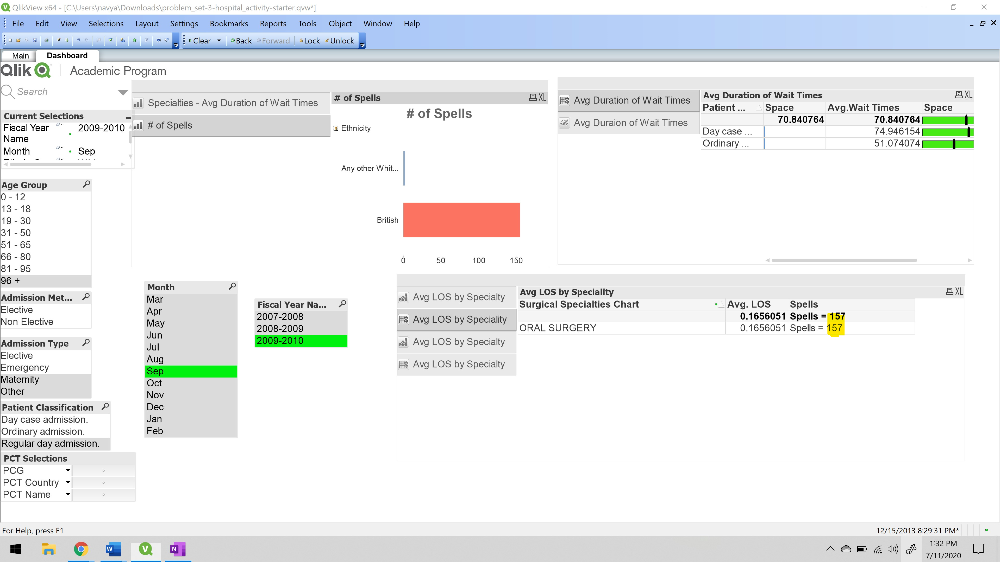 QlikView x64 - [C:\Users\navya\Downloads\problem_set-3-hospital_activity-starter.qvw*]
File Edit View Selections Layout Settings Bookmarks Reports Tools Object Window Help
Clear Back Forward Lock Unlock
Main Dashboard
Qlik Academic Program
Search
Current Selections
Fiscal Year Name 2009-2010
Month Sep
Age Group
0 - 12
13 - 18
19 - 30
31 - 50
51 - 65
66 - 80
81 - 95
96 +
Admission Met...
Elective
Non Elective
Admission Type
Elective
Emergency
Maternity
Other
Patient Classification
Day case admission.
Ordinary admission.
Regular day admission.
PCT Selections
PCG
PCT Country
PCT Name
Specialties - Avg Duration of Wait Times
# of Spells
# of Spells XL
# of Spells
Ethnicity
Any other Whit...
British
0 50 100 150
Avg Duration of Wait Times
Avg Duraion of Wait Times
Avg Duration of Wait Times XL
Patient ... Space Avg.Wait Times Space
70.840764 70.840764
Day case ... 74.946154
Ordinary ... 51.074074
Month
Mar
Apr
May
Jun
Jul
Aug
Sep
Oct
Nov
Dec
Jan
Feb
Fiscal Year Na...
2007-2008
2008-2009
2009-2010
Avg LOS by Specialty
Avg LOS by Speciality
Avg LOS by Specialty
Avg LOS by Specialty
Avg LOS by Speciality XL
Surgical Specialties Chart Avg. LOS Spells
0.1656051 Spells = 157
ORAL SURGERY 0.1656051 Spells = 157
For Help, press F1
12/15/2013 8:29:31 PM*
1:32 PM
7/11/2020